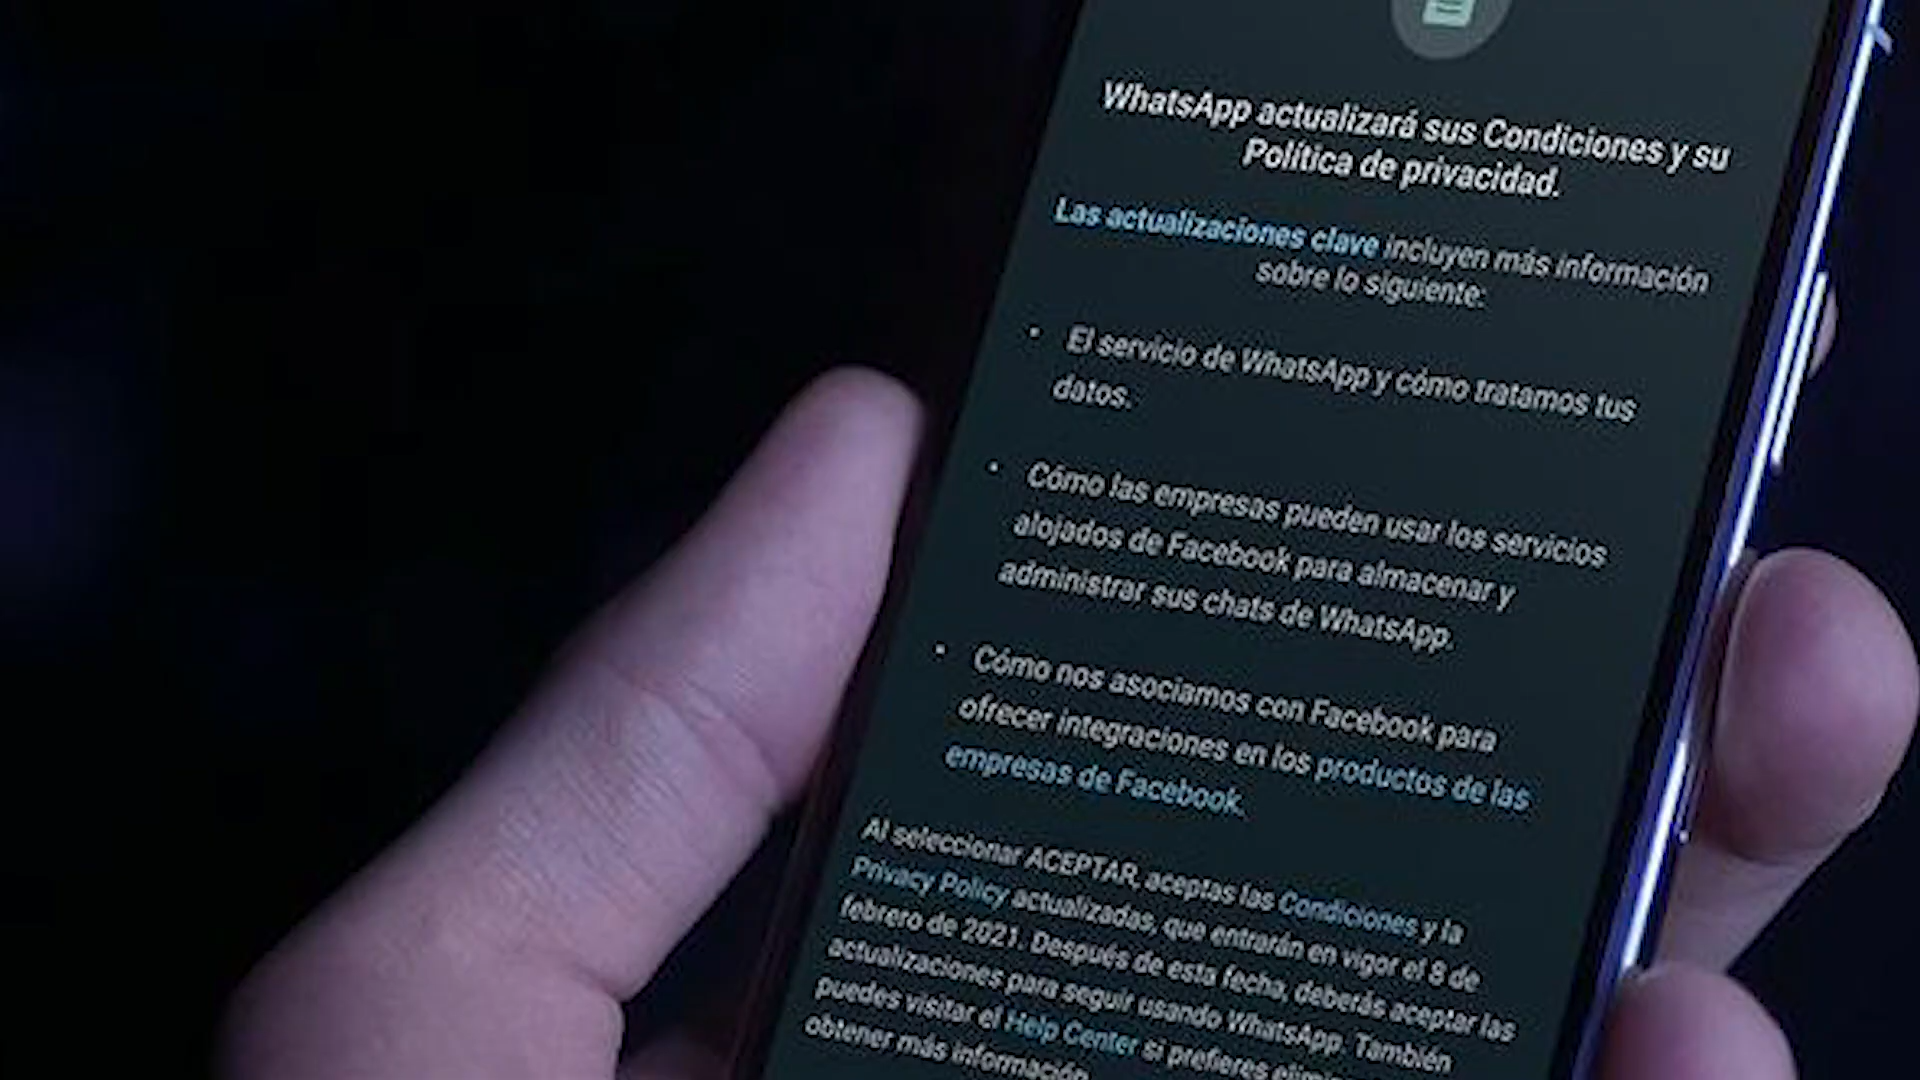 WhatsApp actualizará sus Condiciones y su
Política de privacidad.
Las actualizaciones clave incluyen más información
sobre lo siguiente:
• El servicio de WhatsApp y cómo tratamos tus
datos.
• Cómo las empresas pueden usar los servicios
alojados de Facebook para almacenar y
administrar sus chats de WhatsApp.
• Cómo nos asociamos con Facebook para
ofrecer integraciones en los productos de las
empresas de Facebook.
Al seleccionar ACEPTAR, aceptas las Condiciones y la
Privacy Policy actualizadas, que entrarán en vigor el 8 de
febrero de 2021. Después de esta fecha, deberás aceptar las
actualizaciones para seguir usando WhatsApp. También
puedes visitar el Help Center si prefieres
obtener más información